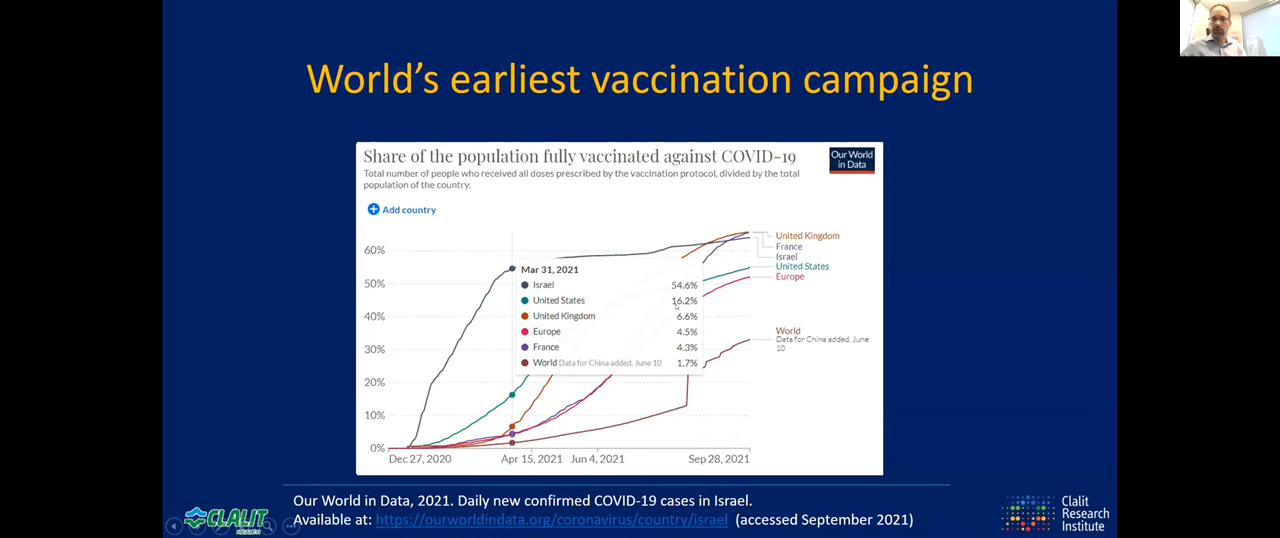 World's earliest vaccination campaign
Share of the population fully vaccinated against COVID-19
Our World
in Data
Total number of people who received all doses prescribed by the vaccination protocol, divided by the total
population of the country.
Add country
60%
50%
40%
30%
20%
10%
0%
Mar 31, 2021
Israel 54.6%
United States 16.2%
United Kingdom 6.6%
Europe 4.5%
France 4.3%
World Data for China added, June 10 1.7%
United Kingdom
France
Israel
United States
Europe
World
Data for China added, June
10
Dec 27, 2020 Apr 15, 2021 Jun 4, 2021 Sep 28, 2021
Our World in Data, 2021. Daily new confirmed COVID-19 cases in Israel.
Available at: https://ourworldindata.org/coronavirus/country/israel (accessed September 2021)
CLALIT
HEALTH
Clalit
Research
Institute